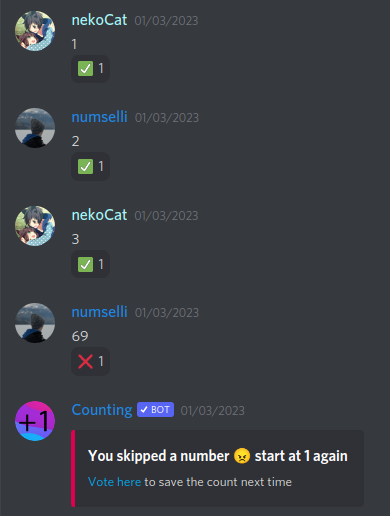 nekoCat 01/03/2023
1
✅ 1
numselli 01/03/2023
2
✅ 1
nekoCat 01/03/2023
3
✅ 1
numselli 01/03/2023
69
❌ 1
+1
Counting ✓ BOT 01/03/2023
You skipped a number 😠 start at 1 again
Vote here to save the count next time